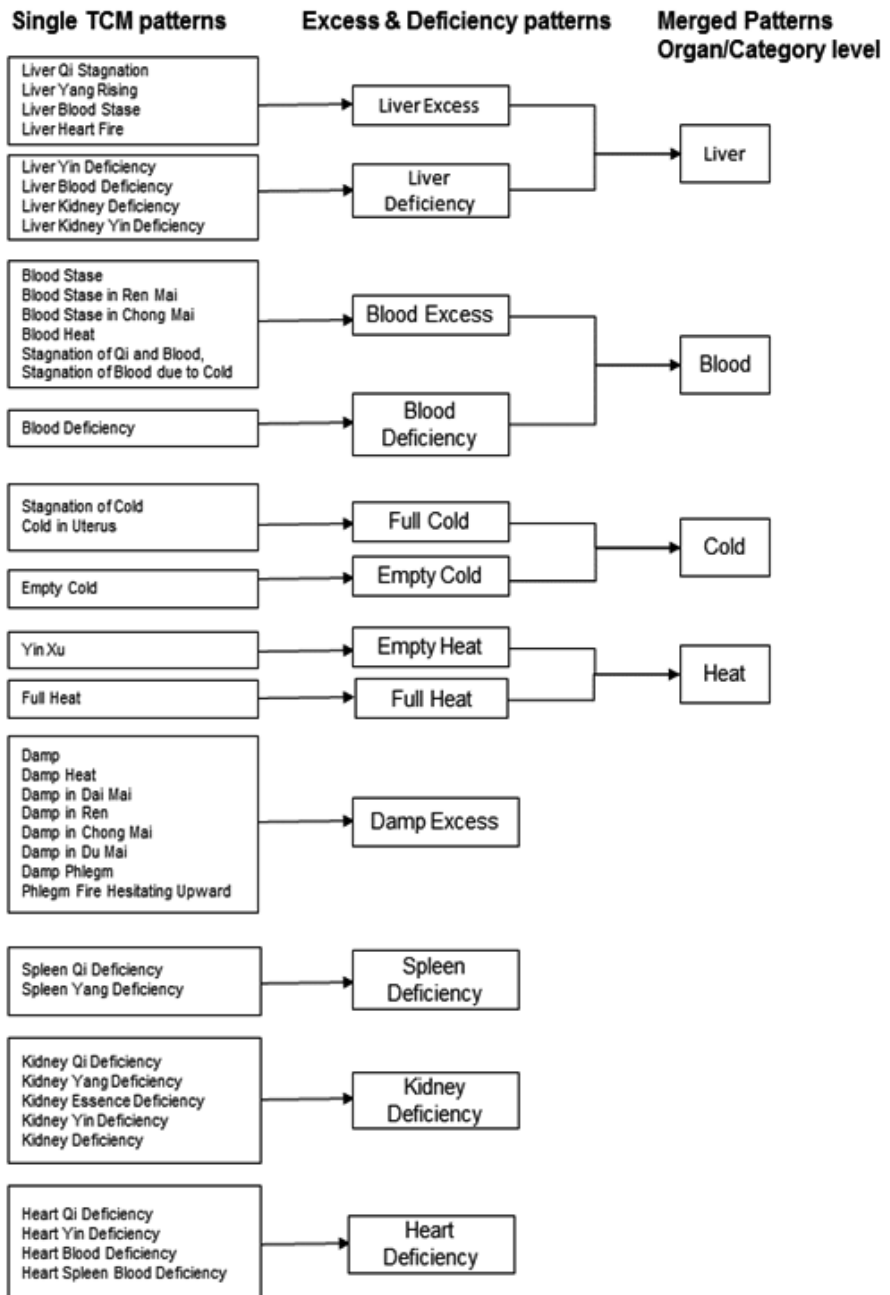 Single TCM patterns
Excess & Deficiency patterns
Merged Patterns
Organ/Category level
Liver Qi Stagnation
Liver Yang Rising
Liver Blood Stase
Liver Heart Fire
Liver Excess
Liver
Liver Yin Deficiency
Liver Blood Deficiency
Liver Kidney Deficiency
Liver Kidney Yin Deficiency
Liver
Deficiency
Blood Stase
Blood Stase in Ren Mai
Blood Stase in Chong Mai
Blood Heat
Stagnation of Qi and Blood,
Stagnation of Blood due to Cold
Blood Excess
Blood
Blood Deficiency
Blood
Deficiency
Stagnation of Cold
Cold in Uterus
Full Cold
Cold
Empty Cold
Empty Cold
Yin Xu
Empty Heat
Heat
Full Heat
Full Heat
Damp
Damp Heat
Damp in Dai Mai
Damp in Ren
Damp in Chong Mai
Damp in Du Mai
Damp Phlegm
Phlegm Fire Hesitating Upward
Damp Excess
Spleen Qi Deficiency
Spleen Yang Deficiency
Spleen
Deficiency
Kidney Qi Deficiency
Kidney Yang Deficiency
Kidney Essence Deficiency
Kidney Yin Deficiency
Kidney Deficiency
Kidney
Deficiency
Heart Qi Deficiency
Heart Yin Deficiency
Heart Blood Deficiency
Heart Spleen Blood Deficiency
Heart
Deficiency